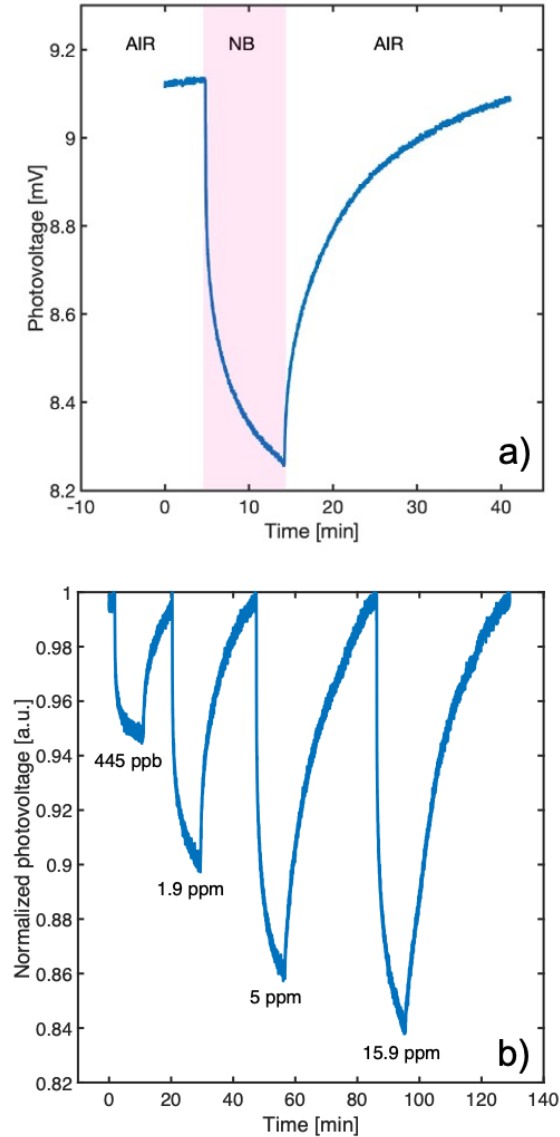 AIR NB AIR
9.2
9
8.8
8.6
8.4
8.2
Photovoltage [mV]
a)
-10 0 10 20 30 40
Time [min]
1
0.98
0.96
0.94
0.92
0.9
0.88
0.86
0.84
0.82
Normalized photovoltage [a.u.]
445 ppb
1.9 ppm
5 ppm
15.9 ppm
b)
0 20 40 60 80 100 120 140
Time [min]